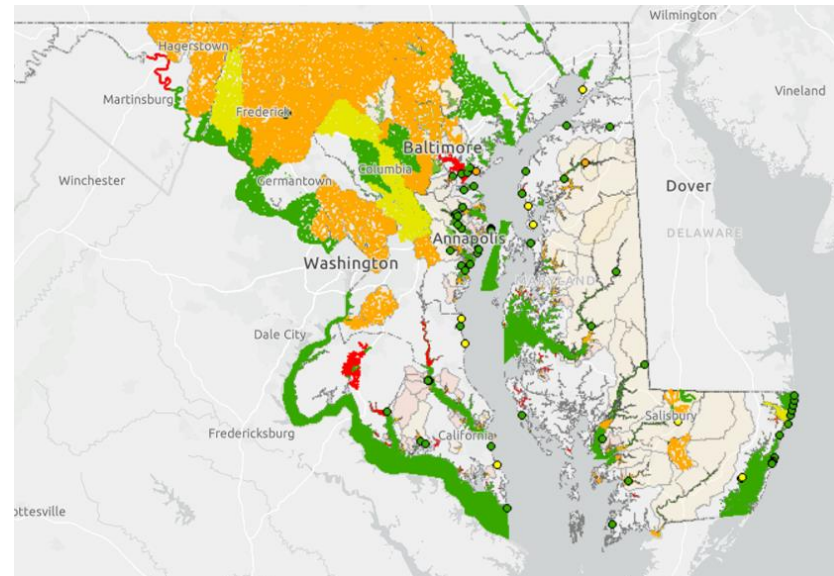 Wilmington
Hagerstown
Martinsburg
Vineland
Frederick
Baltimore
Columbia
Winchester
Germantown
Dover
Annapolis
DELAWARE
Washington
MARYLAND
Dale City
Salisbury
Fredericksburg
California
ottesville